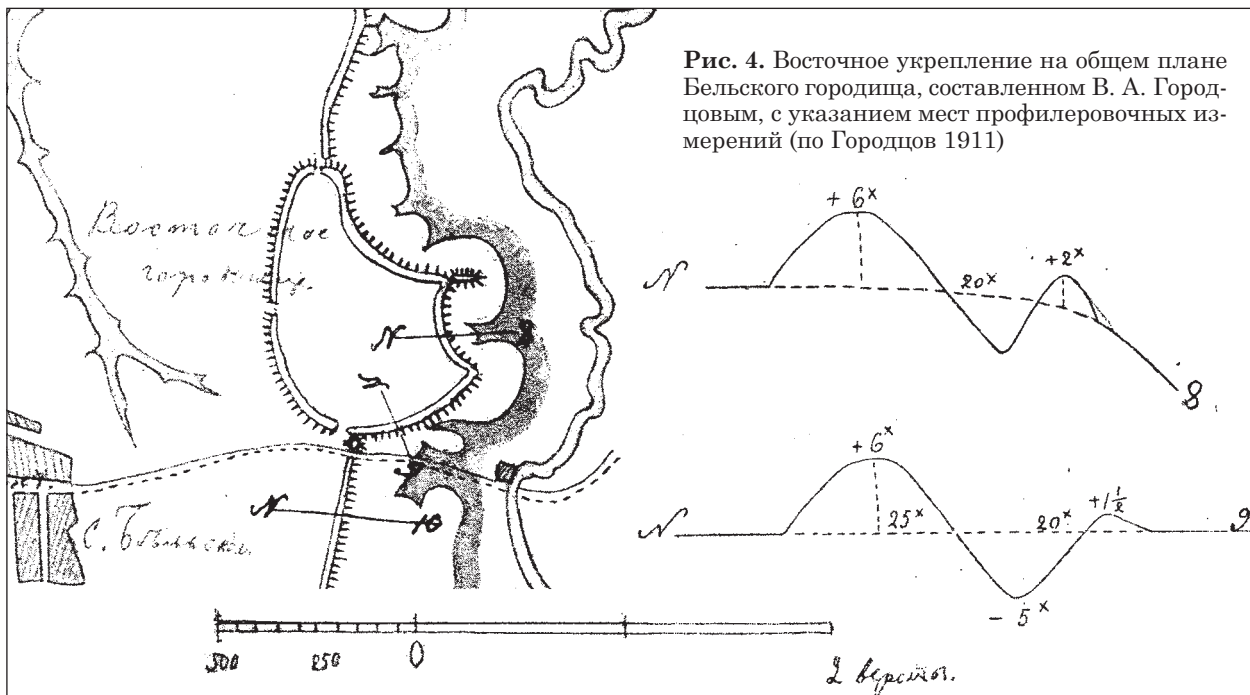 Рис. 4. Восточное укрепление на общем плане
Бельского городища, составленном В. А. Город-
цовым, с указанием мест профилеровочных из-
мерений (по Городцов 1911)
+ 6ˣ
+2ˣ
N
20ˣ
8
Восточное
городище.
N
8
N
9
+ 6ˣ
+1½
N
25ˣ
20ˣ
9
- 5ˣ
N
10
с. Бѣльское.
500
250
0
2 версты.